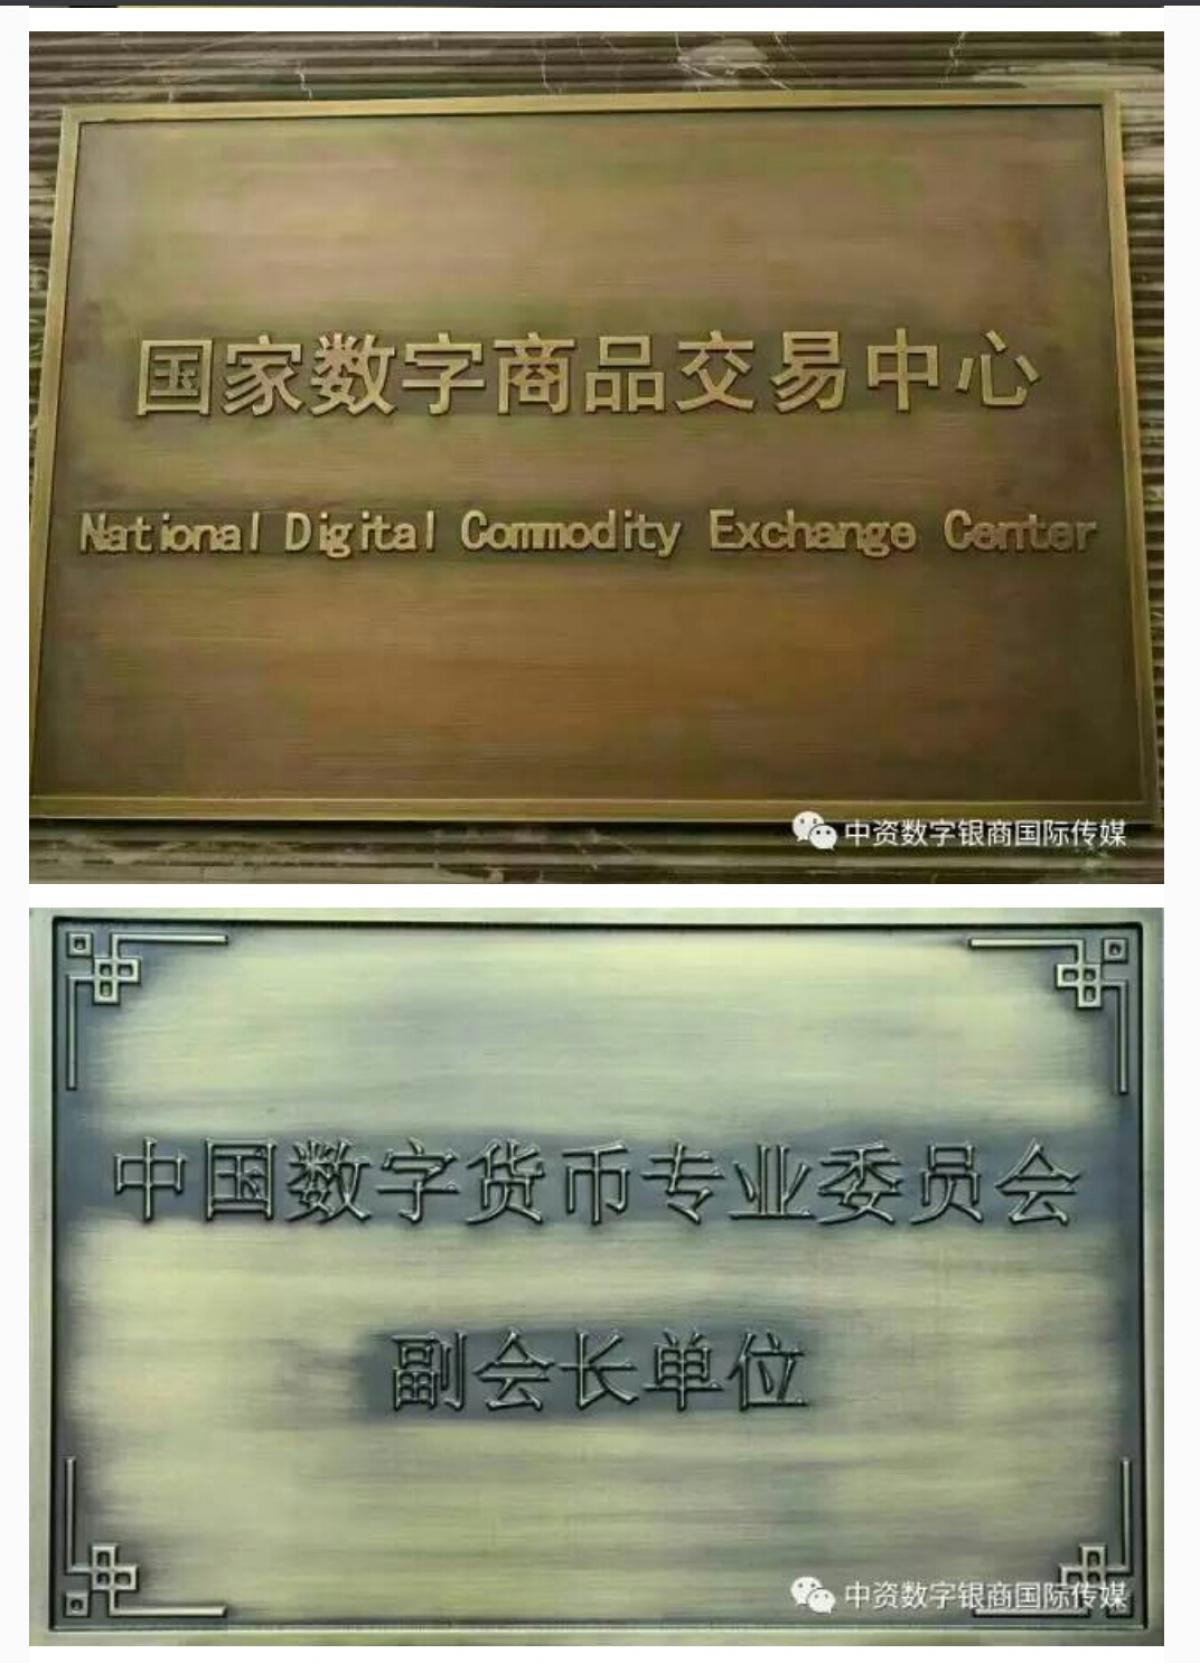 国家数字商品交易中心
National Digital Commodity Exchange Center
中资数字银商国际传媒
中国数字货币专业委员会
副会长单位
中资数字银商国际传媒